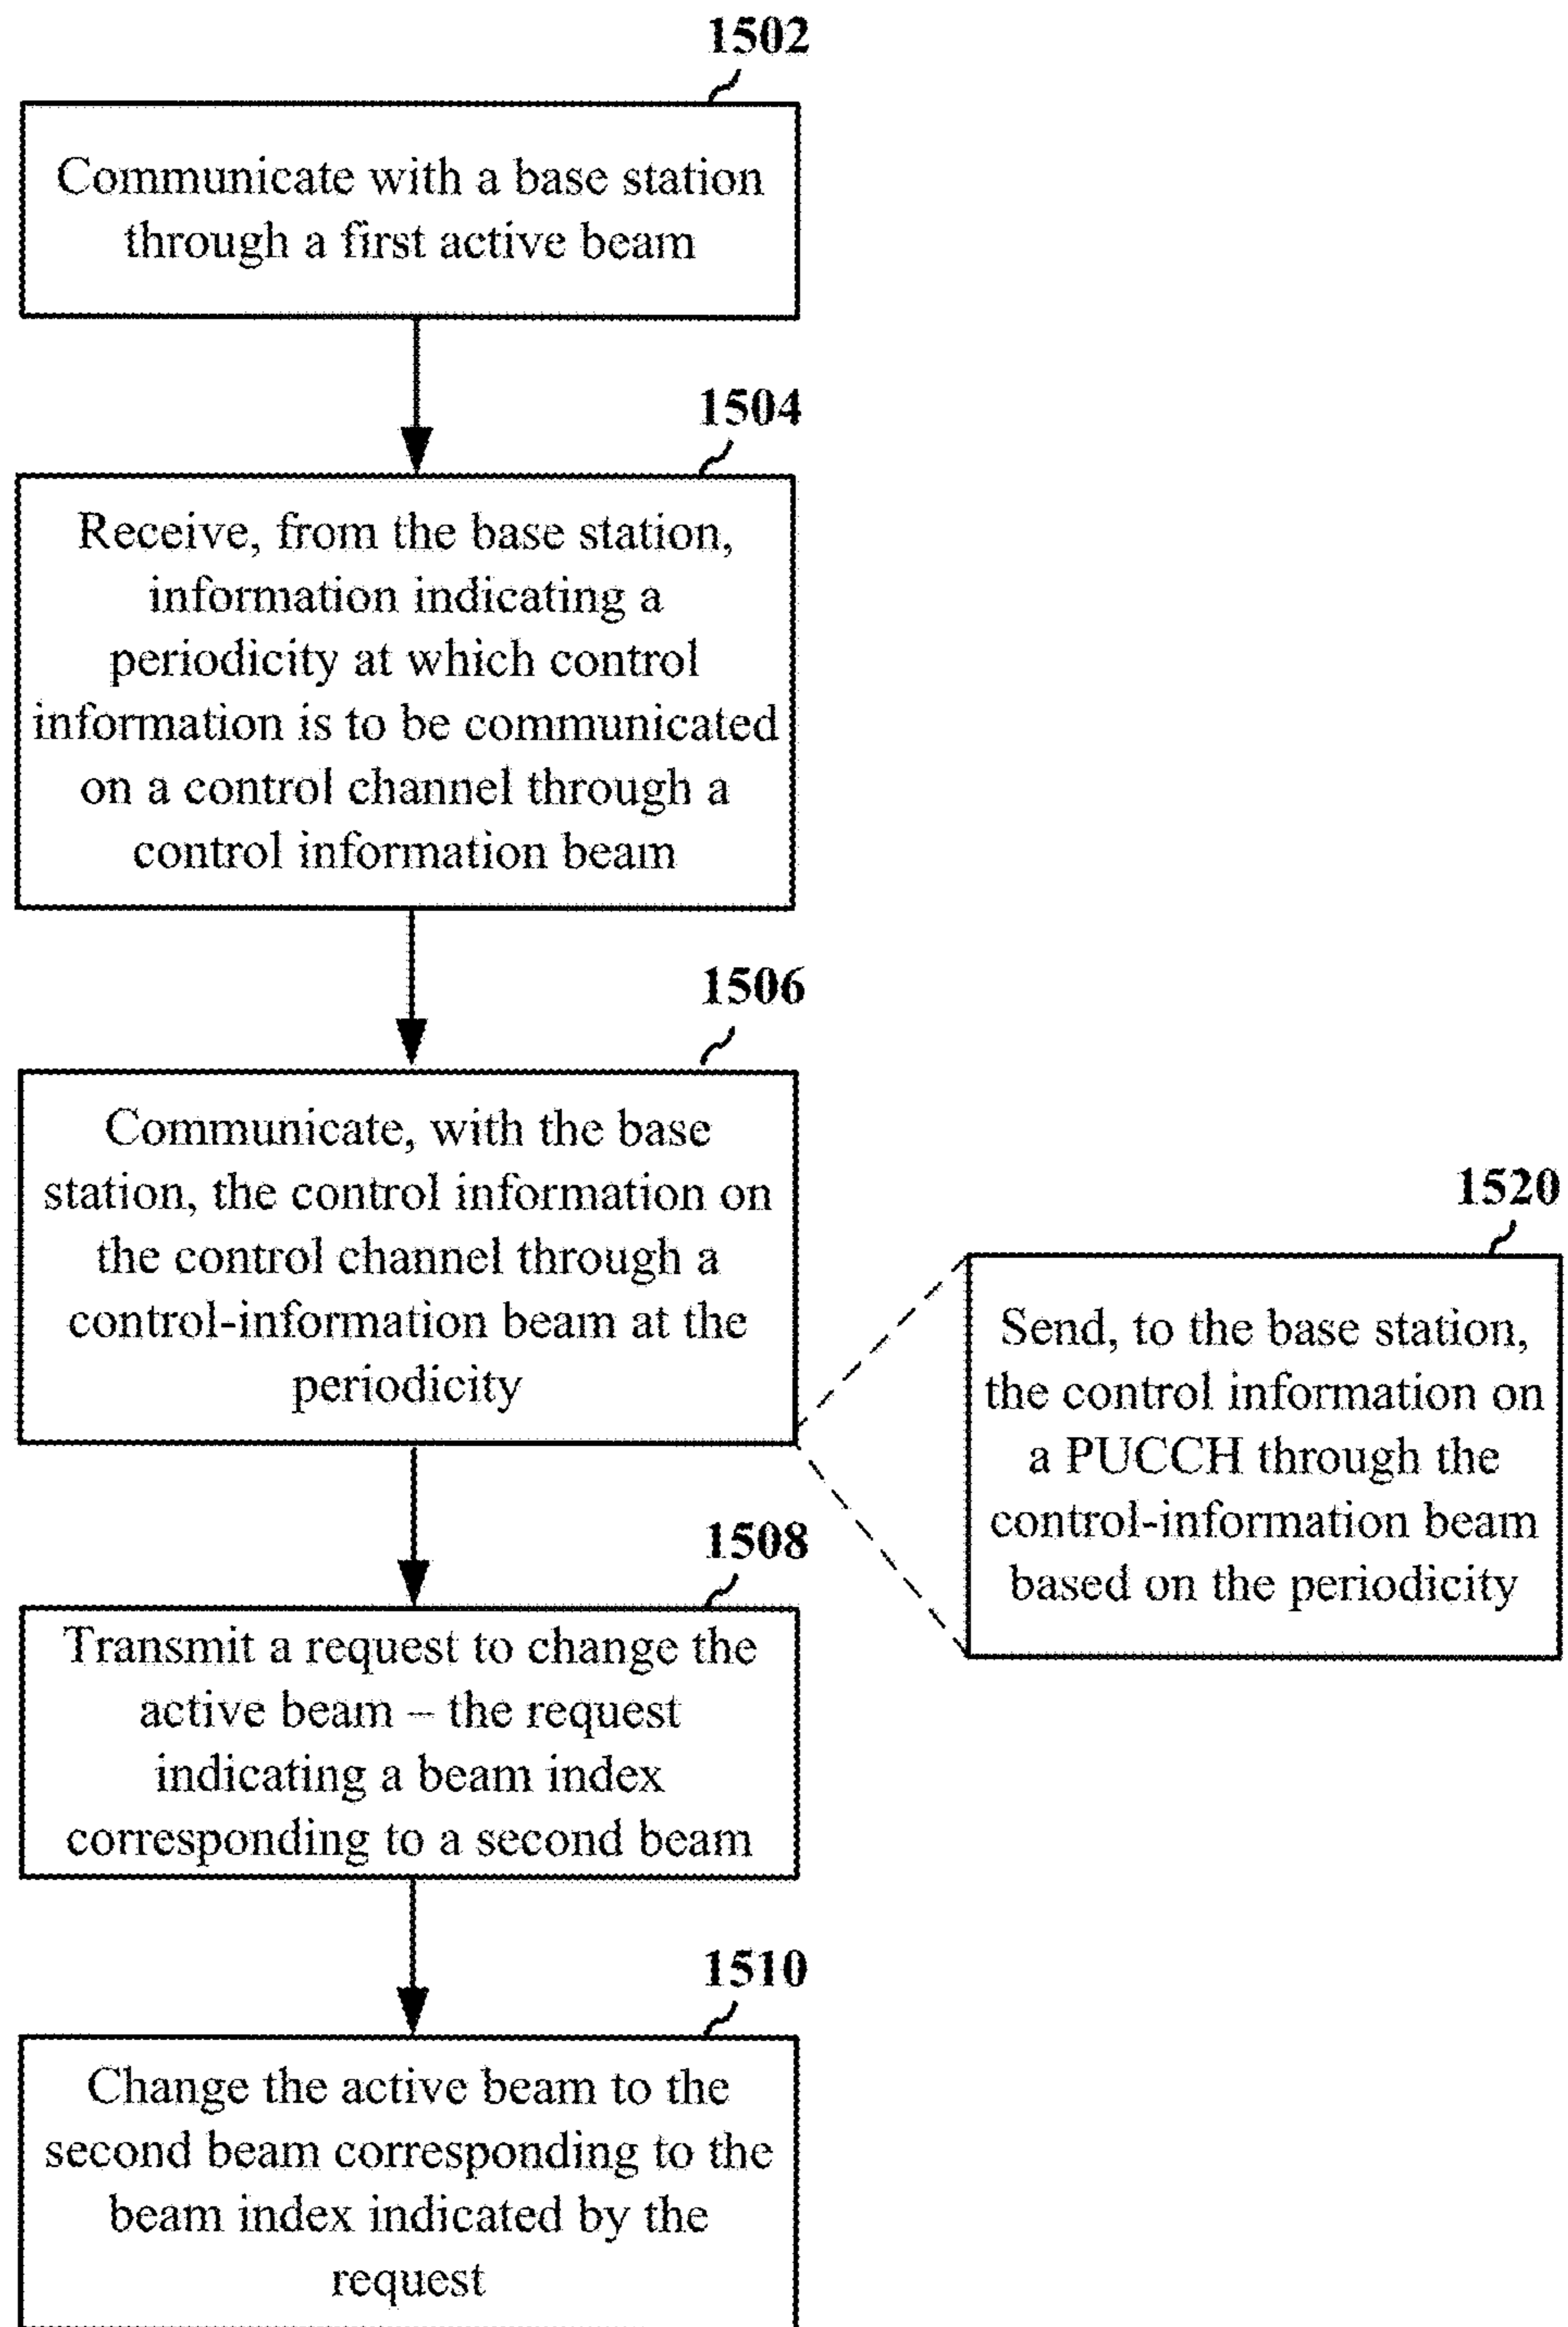 1502
Communicate with a base station
through a first active beam
1504
Receive, from the base station,
information indicating a
periodicity at which control
information is to be communicated
on a control channel through a
control information beam
1506
Communicate, with the base
station, the control information on
the control channel through a
control-information beam at the
periodicity
1520
Send, to the base station,
the control information on
a PUCCH through the
control-information beam
based on the periodicity
1508
Transmit a request to change the
active beam – the request
indicating a beam index
corresponding to a second beam
1510
Change the active beam to the
second beam corresponding to the
beam index indicated by the
request